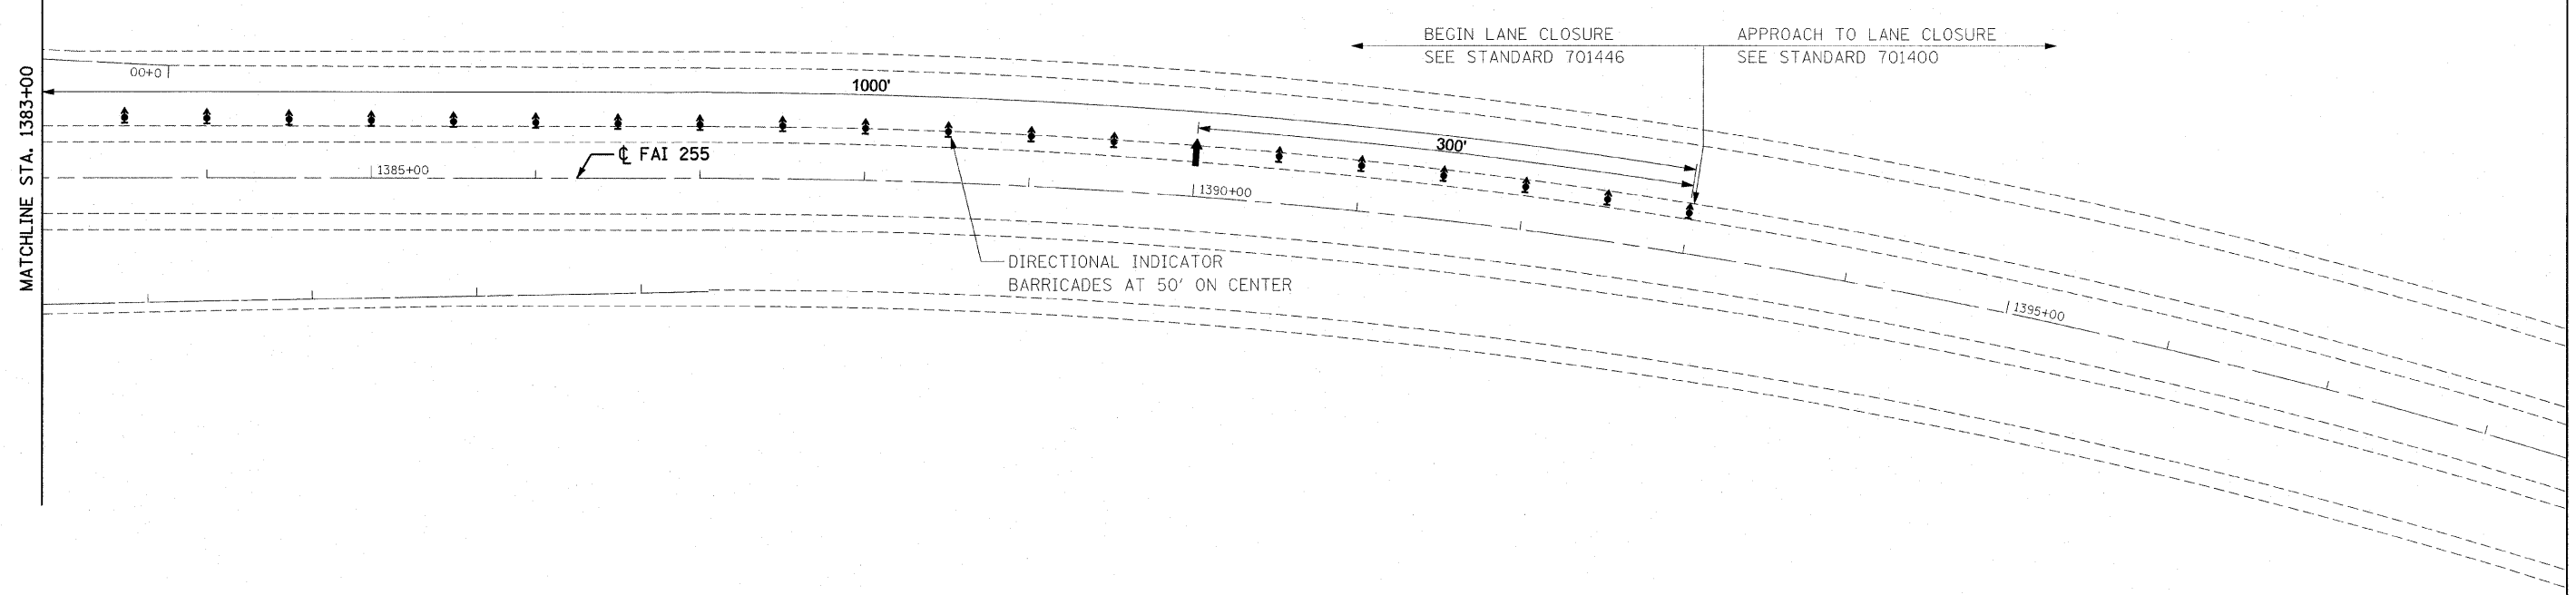 BEGIN LANE CLOSURE
SEE STANDARD 701446
APPROACH TO LANE CLOSURE
SEE STANDARD 701400
MATCHLINE STA. 1383+00
00+0
1000'
300'
℄ FAI 255
1385+00
1390+00
1395+00
DIRECTIONAL INDICATOR
BARRICADES AT 50' ON CENTER